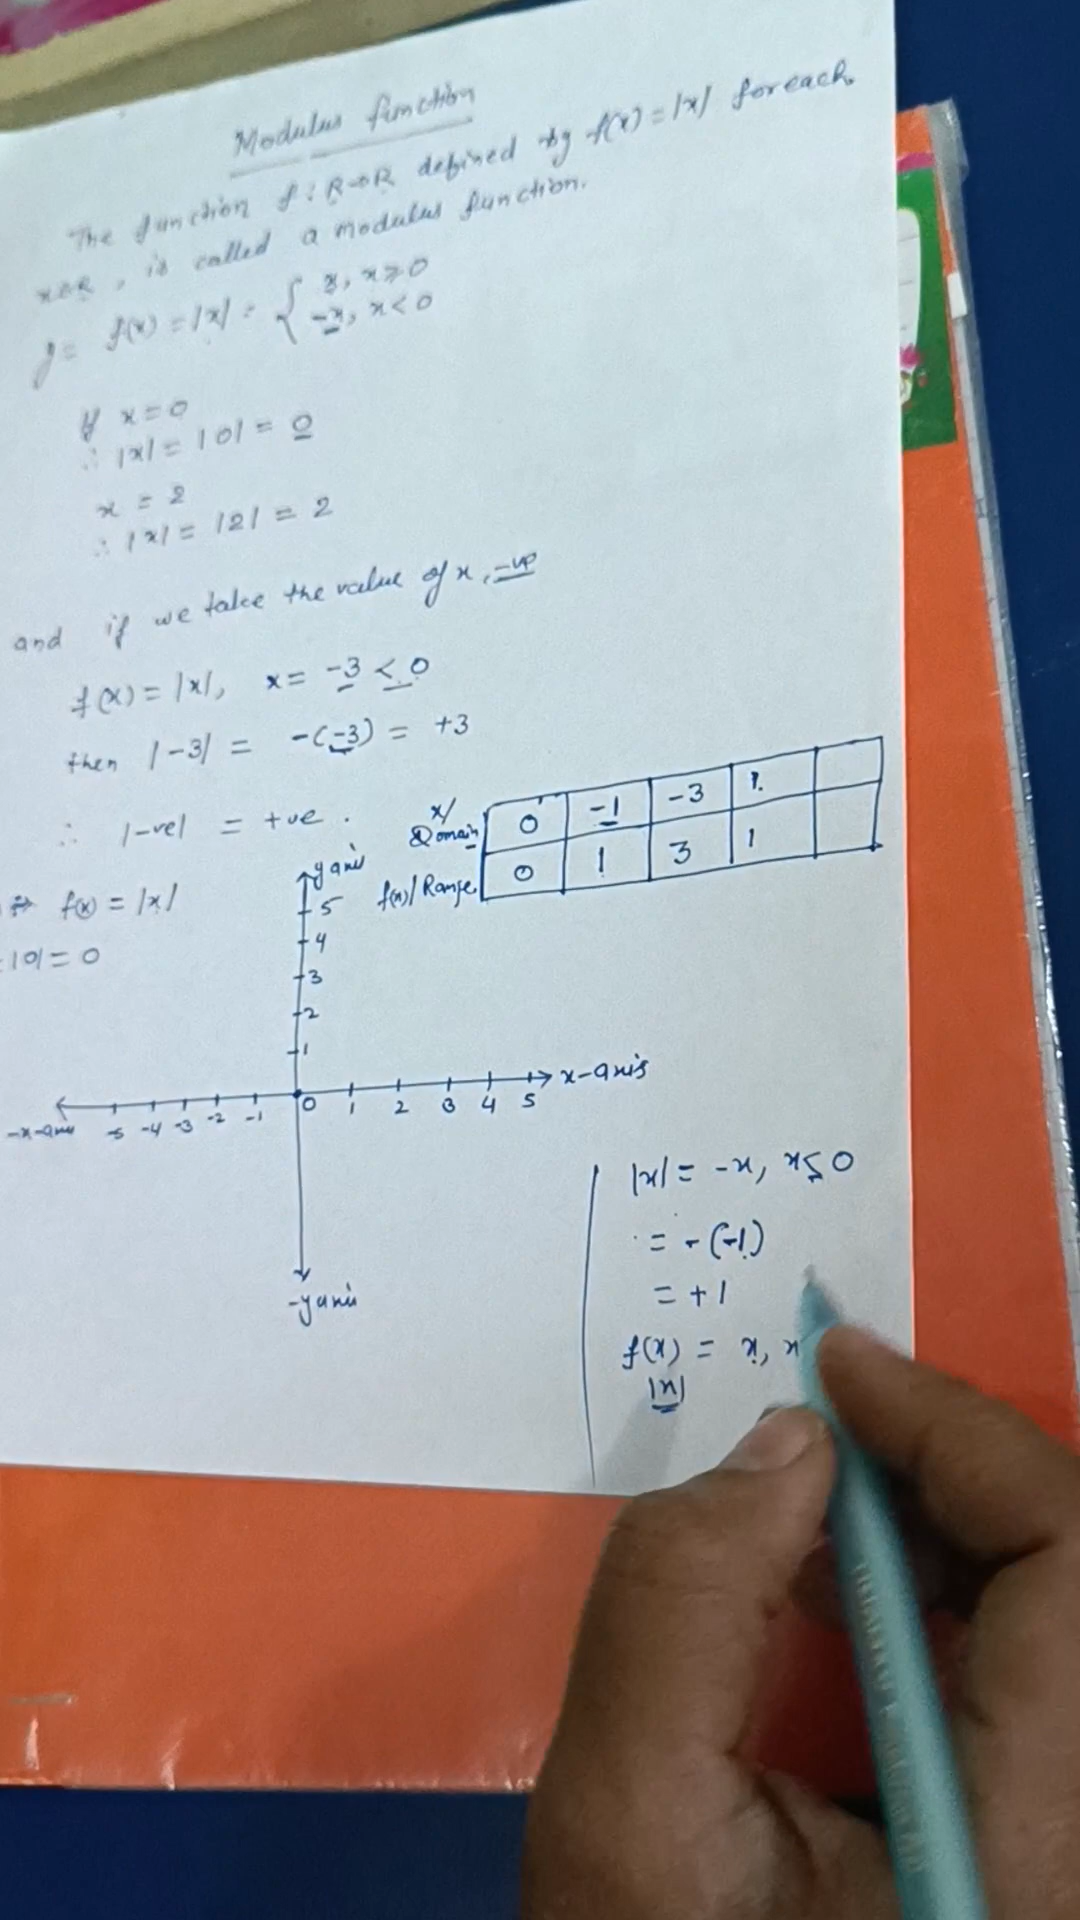 Modulus function
The function f : R→R defined by f(x) = |x| for each
x∈R, is called a modulus function.
y = f(x) = |x| = { x, x ≥ 0
-x, x < 0
If x = 0
∴ |x| = |0| = 0
x = 2
∴ |x| = |2| = 2
and if we take the value of x, -ve
f(x) = |x|, x = -3 < 0
then |-3| = -(-3) = +3
∴ |-ve| = +ve .
x/Domain 0 -1 -3 1
f(x)/Range 0 1 3 1
⇒ f(x) = |x|
|0| = 0
y axis
5
4
3
2
1
x-axis
-x-axis -5 -4 -3 -2 -1 0 1 2 3 4 5
-y axis
|x| = -x, x ≤ 0
= -(-1)
= +1
f(x) = x, x
|x|